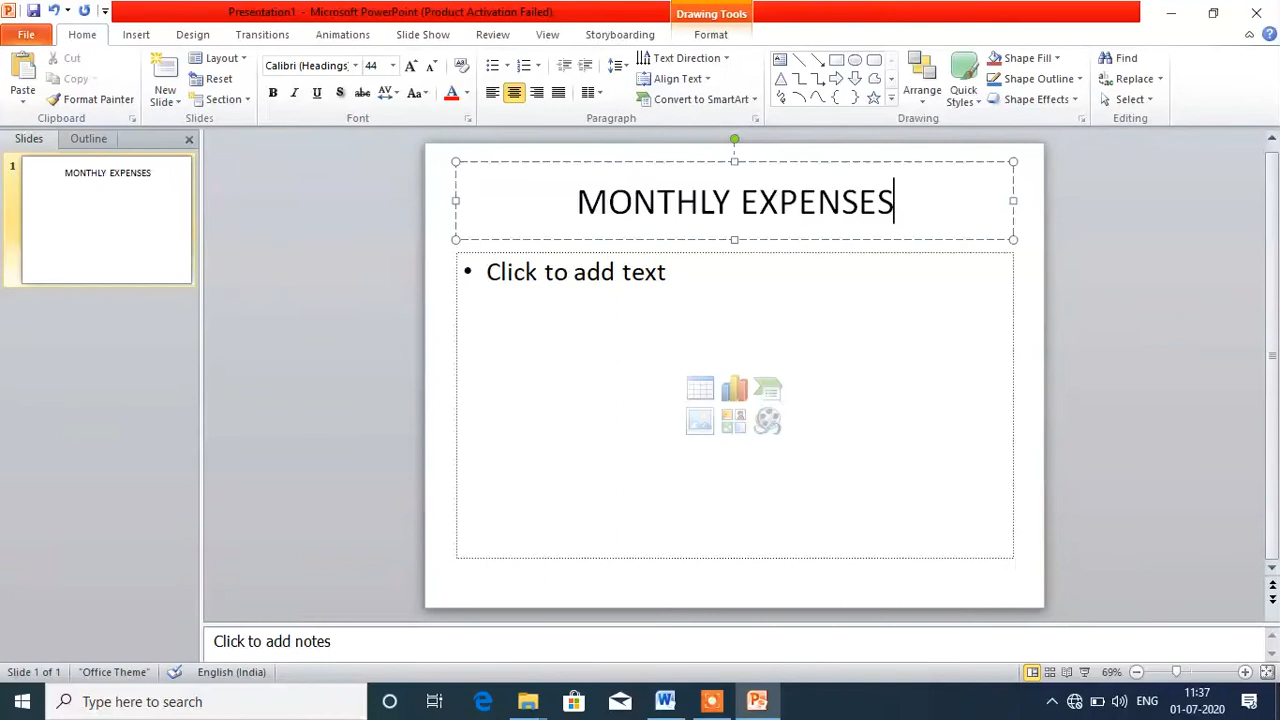 Presentation1 - Microsoft PowerPoint (Product Activation Failed)
Drawing Tools
File
Home
Insert
Design
Transitions
Animations
Slide Show
Review
View
Storyboarding
Format
Paste
Cut
Copy
Format Painter
Clipboard
New Slide
Layout
Reset
Section
Slides
Calibri (Headings)
44
B I U S abc AV Aa A
Font
Text Direction
Align Text
Convert to SmartArt
Paragraph
Arrange
Quick Styles
Shape Fill
Shape Outline
Shape Effects
Drawing
Find
Replace
Select
Editing
Slides
Outline
1
MONTHLY EXPENSES
MONTHLY EXPENSES
• Click to add text
Click to add notes
Slide 1 of 1
"Office Theme"
English (India)
69%
Type here to search
ENG
11:37
01-07-2020